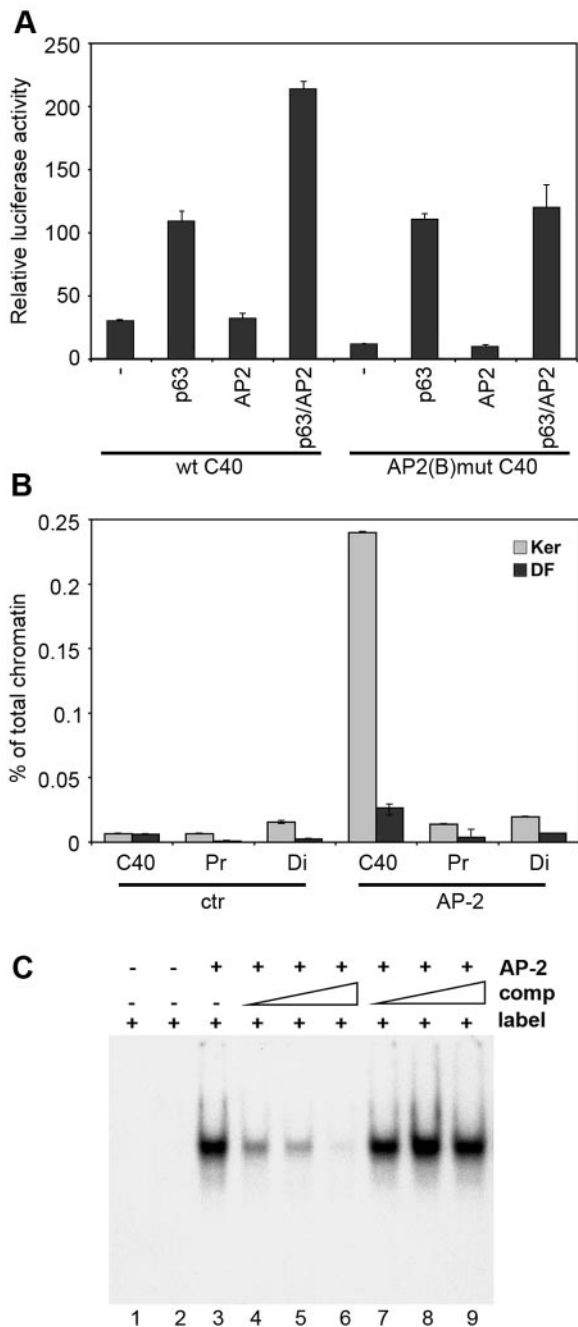 A
Relative luciferase activity
250
200
150
100
50
0
- p63 AP2 p63/AP2 - p63 AP2 p63/AP2
wt C40 AP2(B)mut C40
B
% of total chromatin
0.25
0.2
0.15
0.1
0.05
0
Ker
DF
C40 Pr Di C40 Pr Di
ctr AP-2
C
- - + + + + + + + AP-2
- - - comp
+ + + + + + + + + label
1 2 3 4 5 6 7 8 9